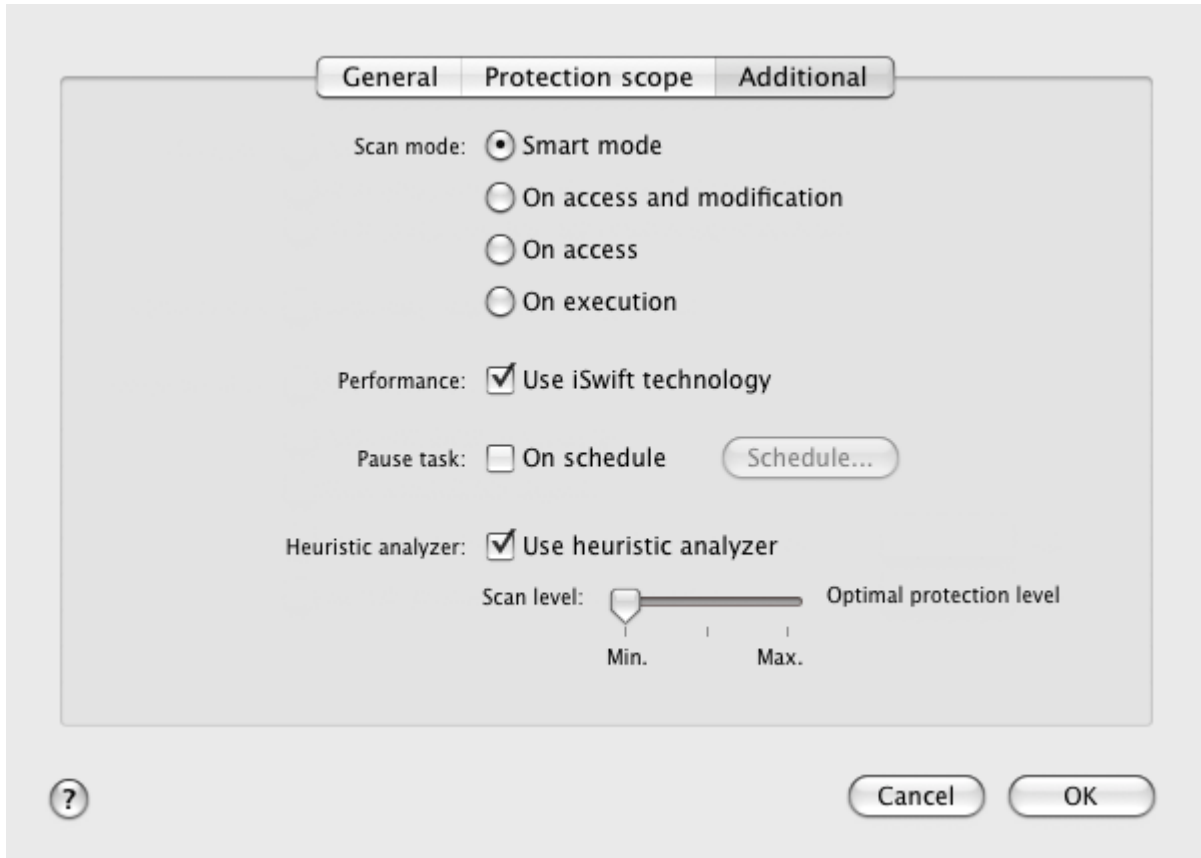 General Protection scope Additional
Scan mode: Smart mode
On access and modification
On access
On execution
Performance: Use iSwift technology
Pause task: On schedule Schedule...
Heuristic analyzer: Use heuristic analyzer
Scan level: Optimal protection level
Min. Max.
? Cancel OK